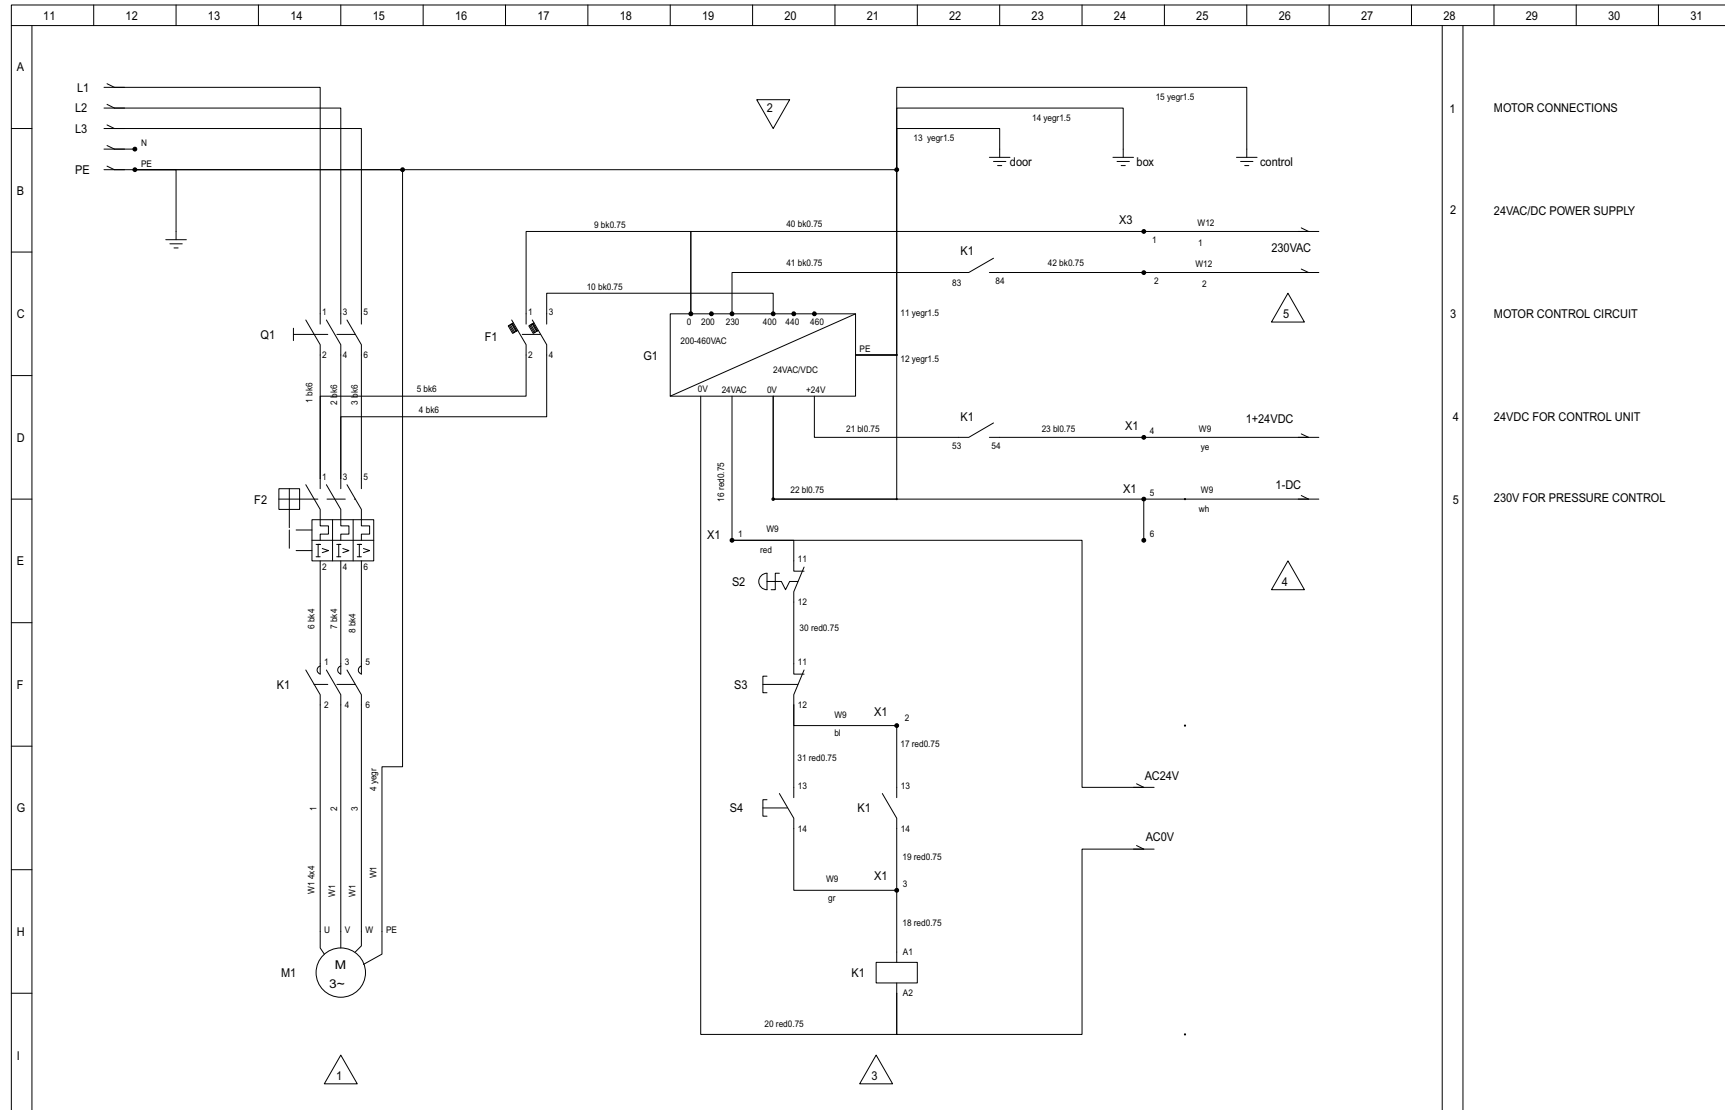 11 12 13 14 15 16 17 18 19 20 21 22 23 24 25 26 27 28 29 30 31
A
B
C
D
E
F
G
H
I
L1
L2
L3
N
PE PE
2
15 yegr1.5
14 yegr1.5
13 yegr1.5
door box control
1 MOTOR CONNECTIONS
2 24VAC/DC POWER SUPPLY
3 MOTOR CONTROL CIRCUIT
4 24VDC FOR CONTROL UNIT
5 230V FOR PRESSURE CONTROL
9 bk0.75 40 bk0.75 X3 W12
1 1
230VAC
41 bk0.75 K1 42 bk0.75 W12
83 84 2 2
10 bk0.75
5
Q1
1 3 5
2 4 6
F1
1 3
2 4
G1
0 200 230 400 440 460
200-460VAC
24VAC/VDC
0V 24VAC 0V +24V
PE
11 yegr1.5
12 yegr1.5
1 bk6
2 bk6
3 bk6
5 bk6
4 bk6
21 bl0.75 K1 23 bl0.75 X1 4 W9 1+24VDC
53 54 ye
16 red0.75
22 bl0.75 X1 5 W9 1-DC
wh
6
4
F2
1 3 5
I> I> I>
2 4 6
X1 1 W9
red
S2
11
12
30 red0.75
6 bk4
7 bk4
8 bk4
K1
1 3 5
2 4 6
S3
11
12
W9 X1 2
bl
31 red0.75 17 red0.75
4 yegr
S4
13
14
K1
13
14
AC24V
AC0V
19 red0.75
1
2
3
W1 4x4
W1
W1
W1
W9 X1 3
gr
18 red0.75
U V W PE
M1
M
3~
K1
A1
A2
20 red0.75
1
3